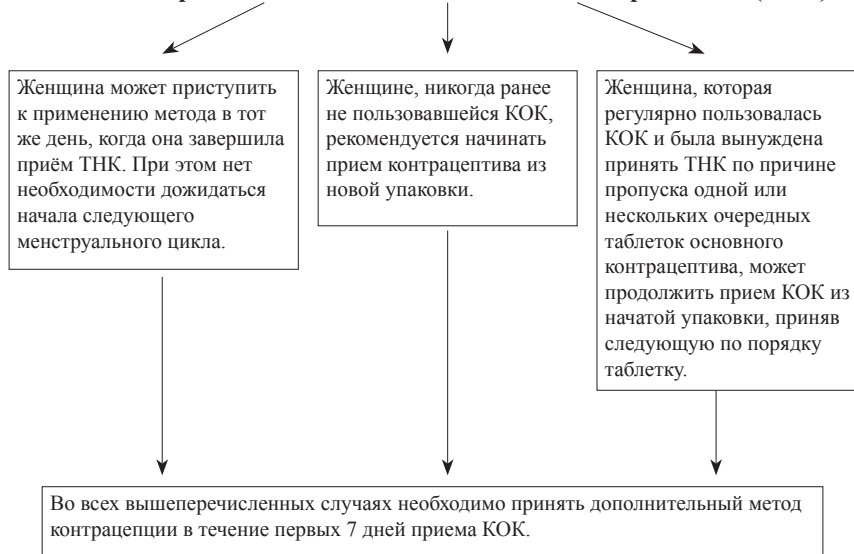 Женщина может приступить
к применению метода в тот
же день, когда она завершила
приём ТНК. При этом нет
необходимости дожидаться
начала следующего
менструального цикла.
Женщине, никогда ранее
не пользовавшейся КОК,
рекомендуется начинать
прием контрацептива из
новой упаковки.
Женщина, которая
регулярно пользовалась
КОК и была вынуждена
принять ТНК по причине
пропуска одной или
нескольких очередных
таблеток основного
контрацептива, может
продолжить прием КОК из
начатой упаковки, приняв
следующую по порядку
таблетку.
Во всех вышеперечисленных случаях необходимо принять дополнительный метод
контрацепции в течение первых 7 дней приема КОК.